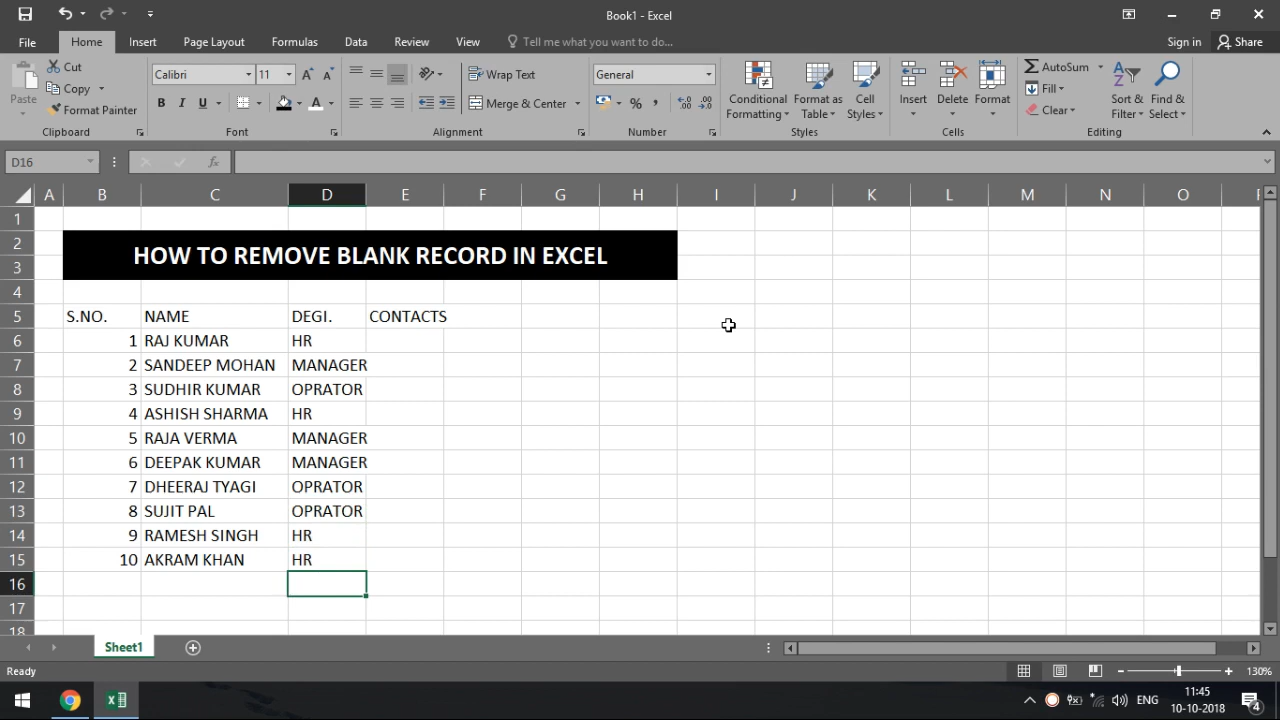 Book1 - Excel
File Home Insert Page Layout Formulas Data Review View Tell me what you want to do... Sign in Share
Paste Cut Copy Format Painter
Calibri 11
B I U
Wrap Text
Merge & Center
General
% ,
Conditional Formatting
Format as Table
Cell Styles
Insert Delete Format
AutoSum
Fill
Clear
Sort & Filter
Find & Select
Clipboard Font Alignment Number Styles Cells Editing
D16 fx
A B C D E F G H I J K L M N O
1
2
HOW TO REMOVE BLANK RECORD IN EXCEL
3
4
5 S.NO. NAME DEGI. CONTACTS
6 1 RAJ KUMAR HR
7 2 SANDEEP MOHAN MANAGER
8 3 SUDHIR KUMAR OPRATOR
9 4 ASHISH SHARMA HR
10 5 RAJA VERMA MANAGER
11 6 DEEPAK KUMAR MANAGER
12 7 DHEERAJ TYAGI OPRATOR
13 8 SUJIT PAL OPRATOR
14 9 RAMESH SINGH HR
15 10 AKRAM KHAN HR
16
17
18
Sheet1
Ready 130%
ENG 11:45
10-10-2018
4